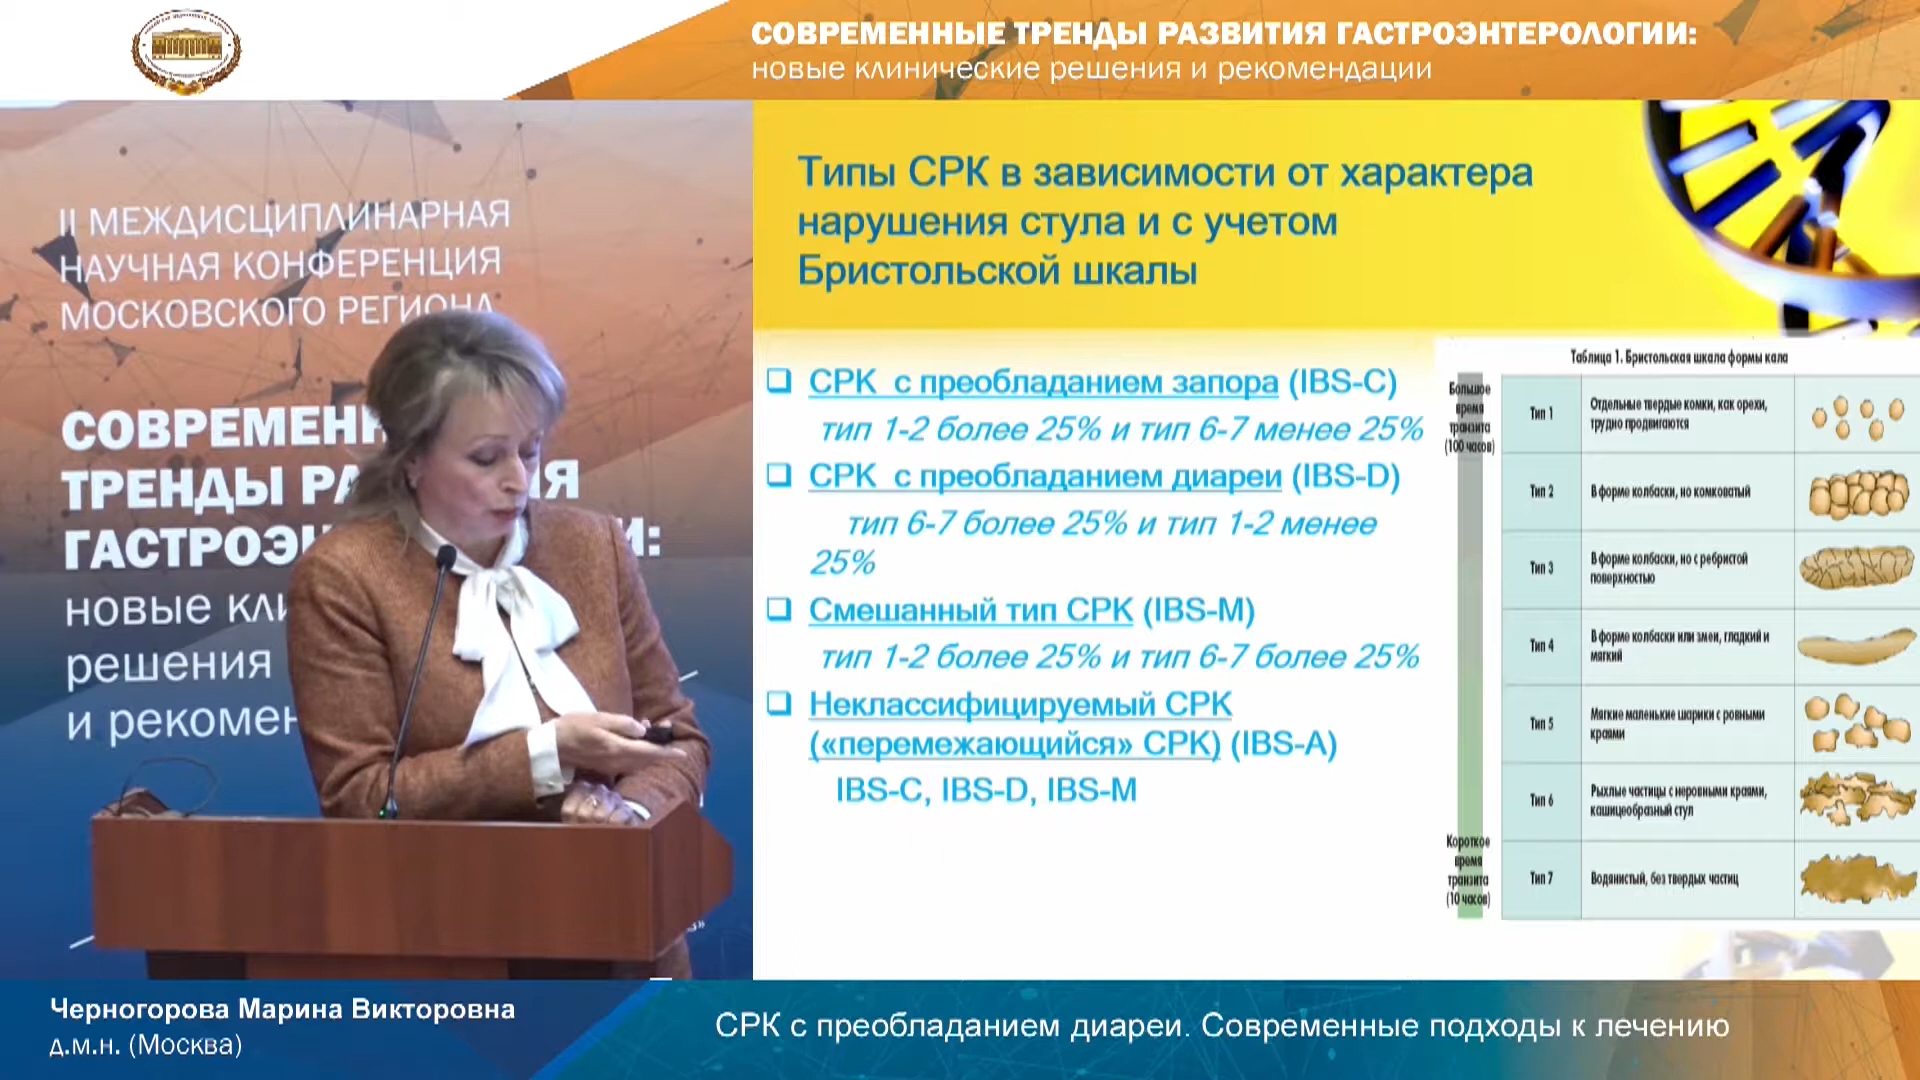 СОВРЕМЕННЫЕ ТРЕНДЫ РАЗВИТИЯ ГАСТРОЭНТЕРОЛОГИИ:
новые клинические решения и рекомендации
II МЕЖДИСЦИПЛИНАРНАЯ
НАУЧНАЯ КОНФЕРЕНЦИЯ
МОСКОВСКОГО РЕГИОНА
СОВРЕМЕНН
ТРЕНДЫ РА ИЯ
ГАСТРОЭН И:
новые кли
решения
и рекомен
Типы СРК в зависимости от характера
нарушения стула и с учетом
Бристольской шкалы
❑ СРК с преобладанием запора (IBS-C)
тип 1-2 более 25% и тип 6-7 менее 25%
❑ СРК с преобладанием диареи (IBS-D)
тип 6-7 более 25% и тип 1-2 менее
25%
❑ Смешанный тип СРК (IBS-M)
тип 1-2 более 25% и тип 6-7 более 25%
❑ Неклассифицируемый СРК
(«перемежающийся» СРК) (IBS-A)
IBS-C, IBS-D, IBS-M
Таблица 1. Бристольская шкала формы кала
Большое
время
транзита
(100 часов)
Тип 1
Отдельные твердые комки, как орехи,
трудно продвигаются
Тип 2
В форме колбаски, но комковатый
Тип 3
В форме колбаски, но с ребристой
поверхностью
Тип 4
В форме колбаски или змеи, гладкий и
мягкий
Тип 5
Мягкие маленькие шарики с ровными
краями
Тип 6
Рыхлые частицы с неровными краями,
кашицеобразный стул
Тип 7
Водянистый, без твердых частиц
Короткое
время
транзита
(10 часов)
Черногорова Марина Викторовна
д.м.н. (Москва)
СРК с преобладанием диареи. Современные подходы к лечению